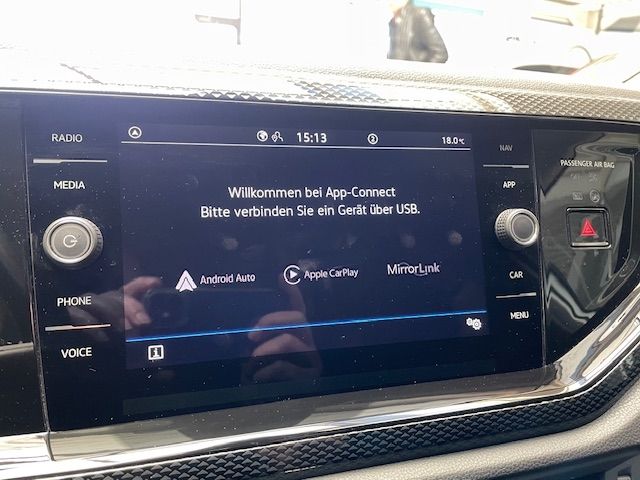 RADIO
MEDIA
PHONE
VOICE
15:13
2
18.0°C
Willkommen bei App-Connect
Bitte verbinden Sie ein Gerät über USB.
Android Auto
Apple CarPlay
MirrorLink
i
NAV
APP
CAR
MENU
PASSENGER AIR BAG